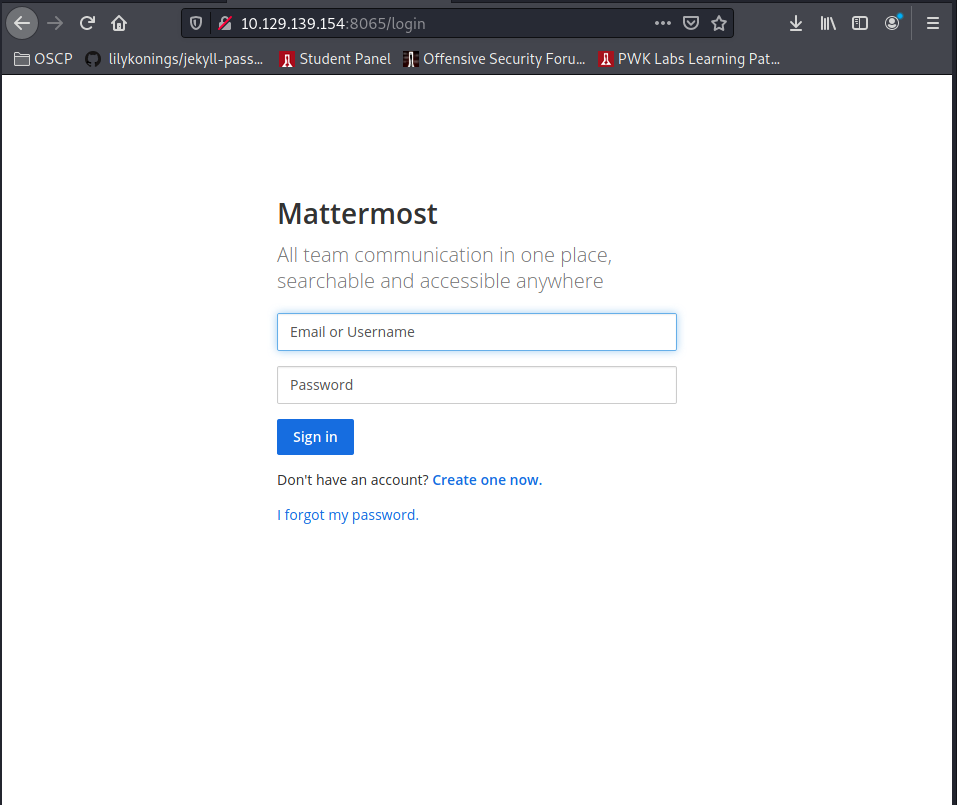 10.129.139.154:8065/login
OSCP lilykonings/jekyll-pass... Student Panel Offensive Security Foru... PWK Labs Learning Pat...
Mattermost
All team communication in one place,
searchable and accessible anywhere
Email or Username
Password
Sign in
Don't have an account? Create one now.
I forgot my password.